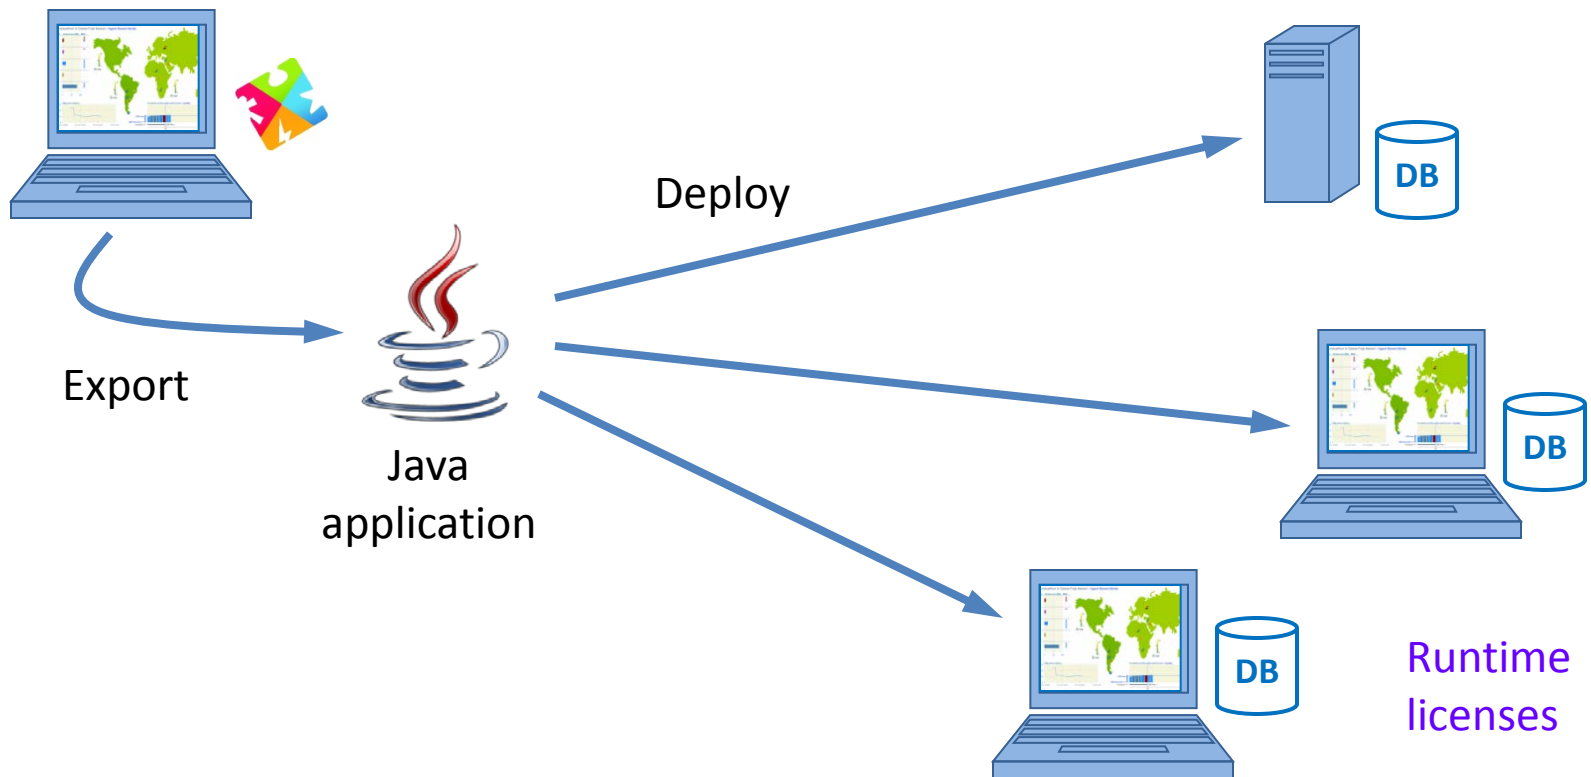 Deploy
DB
Export
Java
application
DB
DB
Runtime
licenses